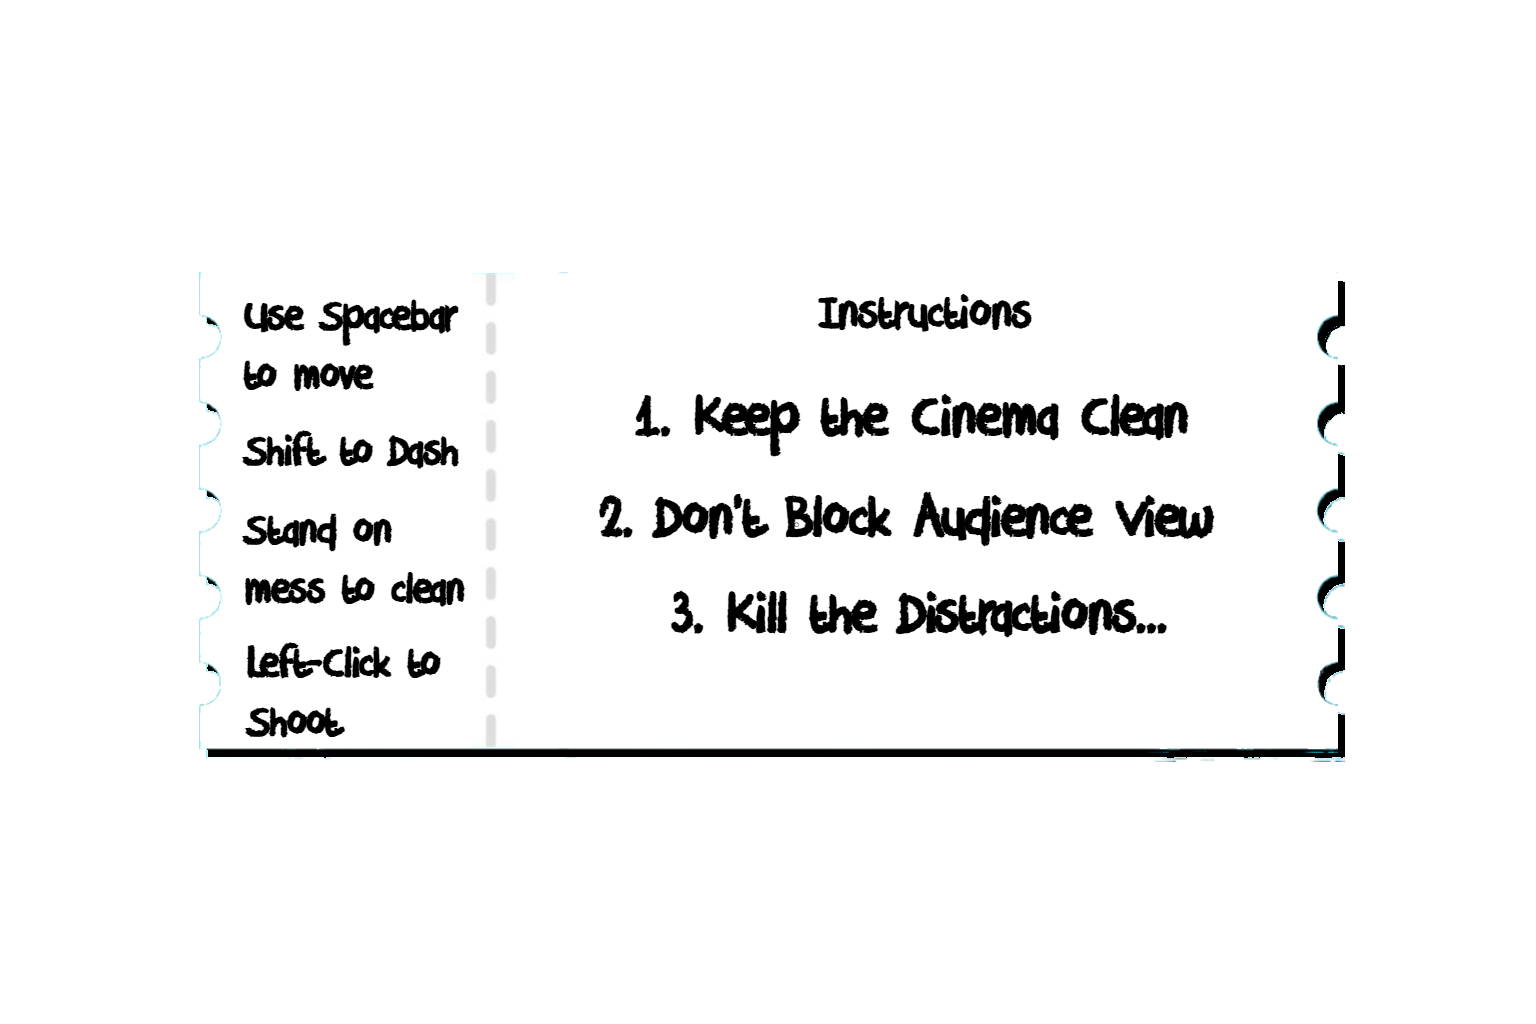 Use Spacebar
to move
Shift to Dash
Stand on
mess to clean
Left-Click to
Shoot
Instructions
1. Keep the Cinema Clean
2. Don't Block Audience View
3. Kill the Distractions...